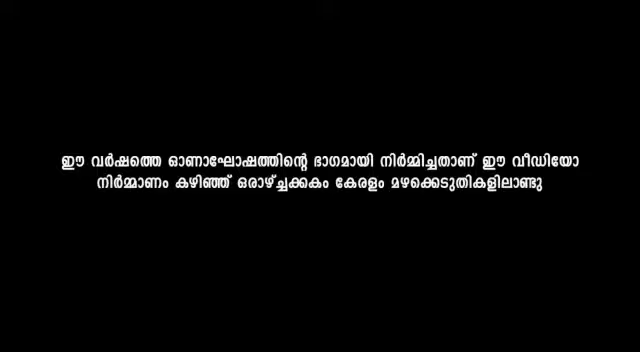 ഈ വർഷത്തെ ഓണാഘോഷത്തിന്റെ ഭാഗമായി നിർമ്മിച്ചതാണ് ഈ വീഡിയോ
നിർമ്മാണം കഴിഞ്ഞ് ഒരാഴ്ച്ചക്കകം കേരളം മഴക്കെടുതികളിലാണ്ടു